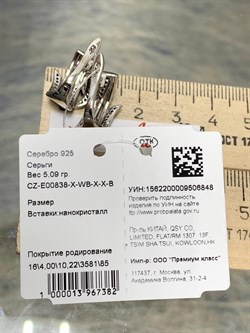 Серебро 925
Серьги
Вес 5.09 гр.
CZ-E00838-X-WB-X-X-B
Размер
Вставки:нанокристалл
Покрытие родирование
16\4,00\10,22\3581\85
1 000013 967382
УИН:1562200009506848
Проверить подлинность
изделия по УИН на сайте
http://www.probpalata.gov.ru
Пр-ль КИТАЙ, QSY CO.
LIMITED, FLAT/RM 1307, 13F,
TSIM SHA TSUI, KOWLOON, HK
Имп-р: ООО "Премиум класс"
117437, г. Москва, ул.
Академика Волгина, 31-2-4